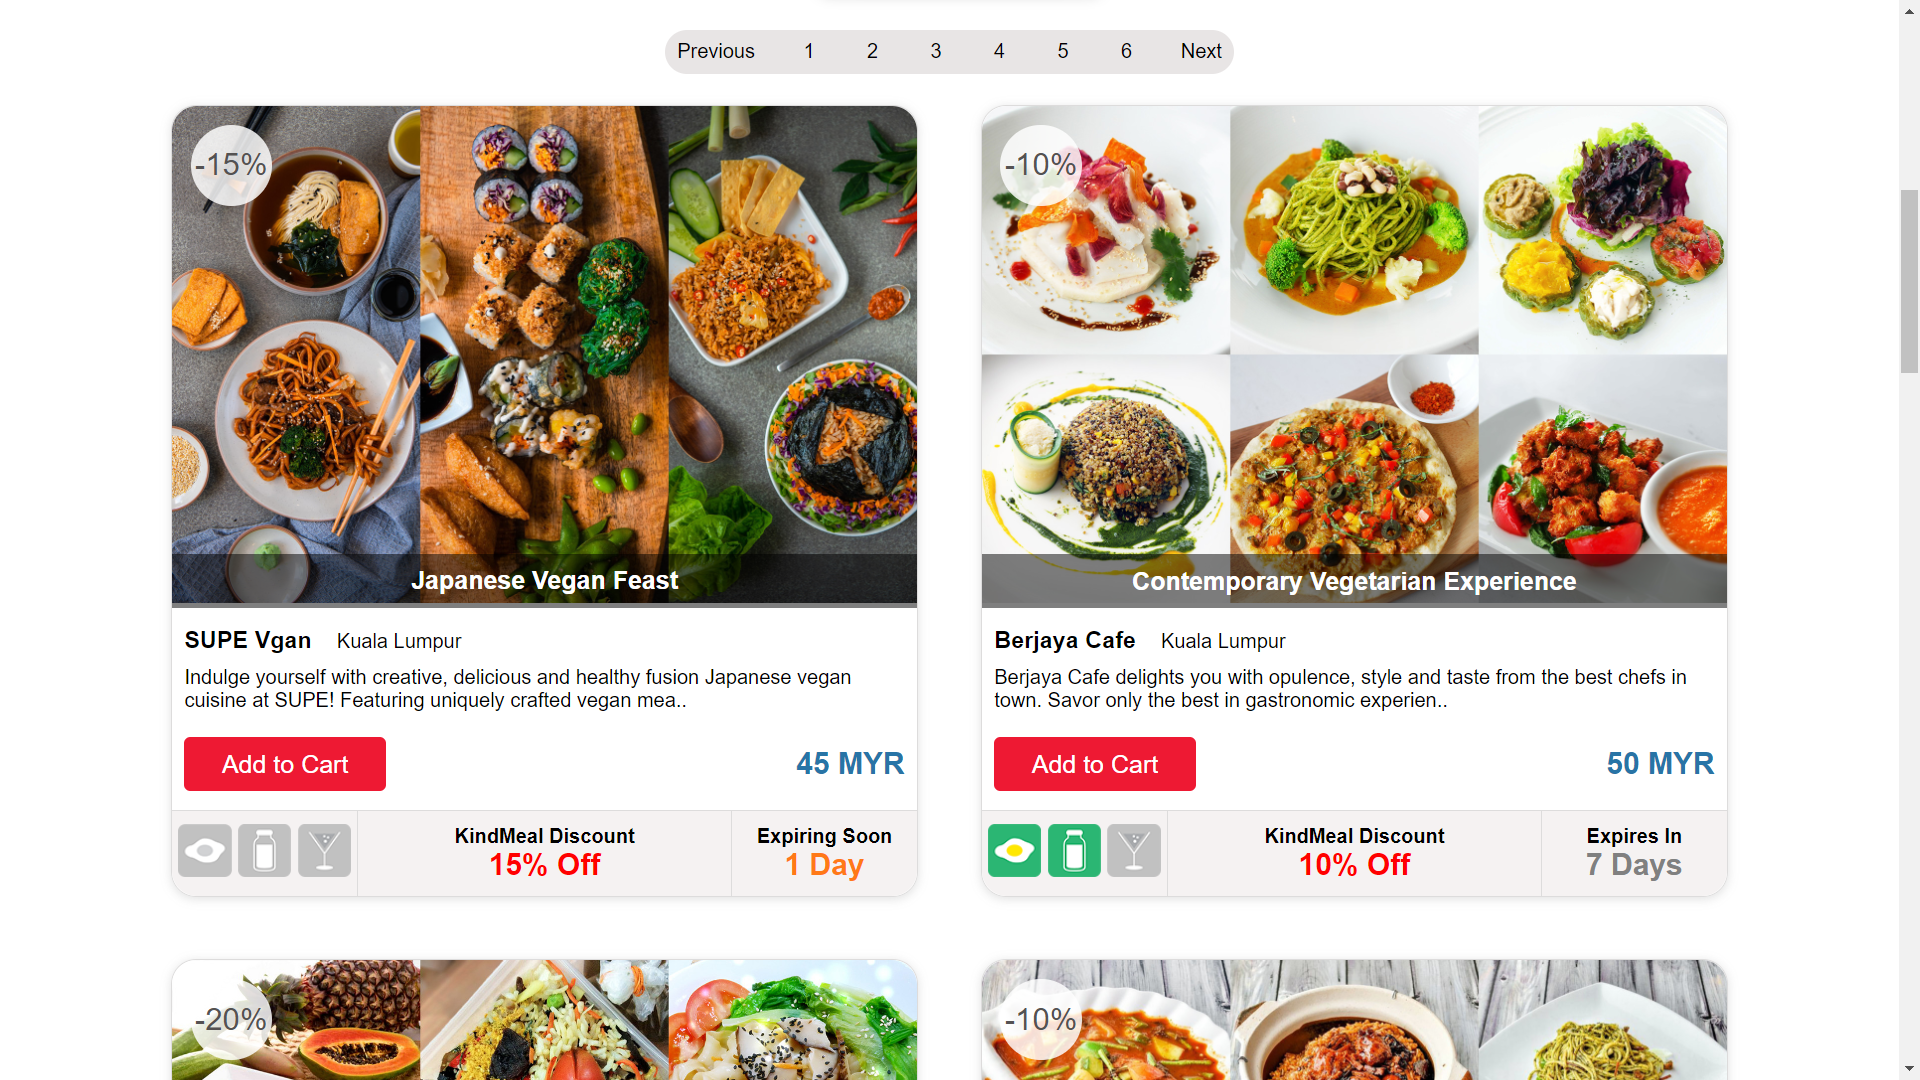 Previous 1 2 3 4 5 6 Next
-15%
Japanese Vegan Feast
SUPE Vgan Kuala Lumpur
Indulge yourself with creative, delicious and healthy fusion Japanese vegan
cuisine at SUPE! Featuring uniquely crafted vegan mea..
Add to Cart 45 MYR
KindMeal Discount
15% Off
Expiring Soon
1 Day
-10%
Contemporary Vegetarian Experience
Berjaya Cafe Kuala Lumpur
Berjaya Cafe delights you with opulence, style and taste from the best chefs in
town. Savor only the best in gastronomic experien..
Add to Cart 50 MYR
KindMeal Discount
10% Off
Expires In
7 Days
-20%
-10%